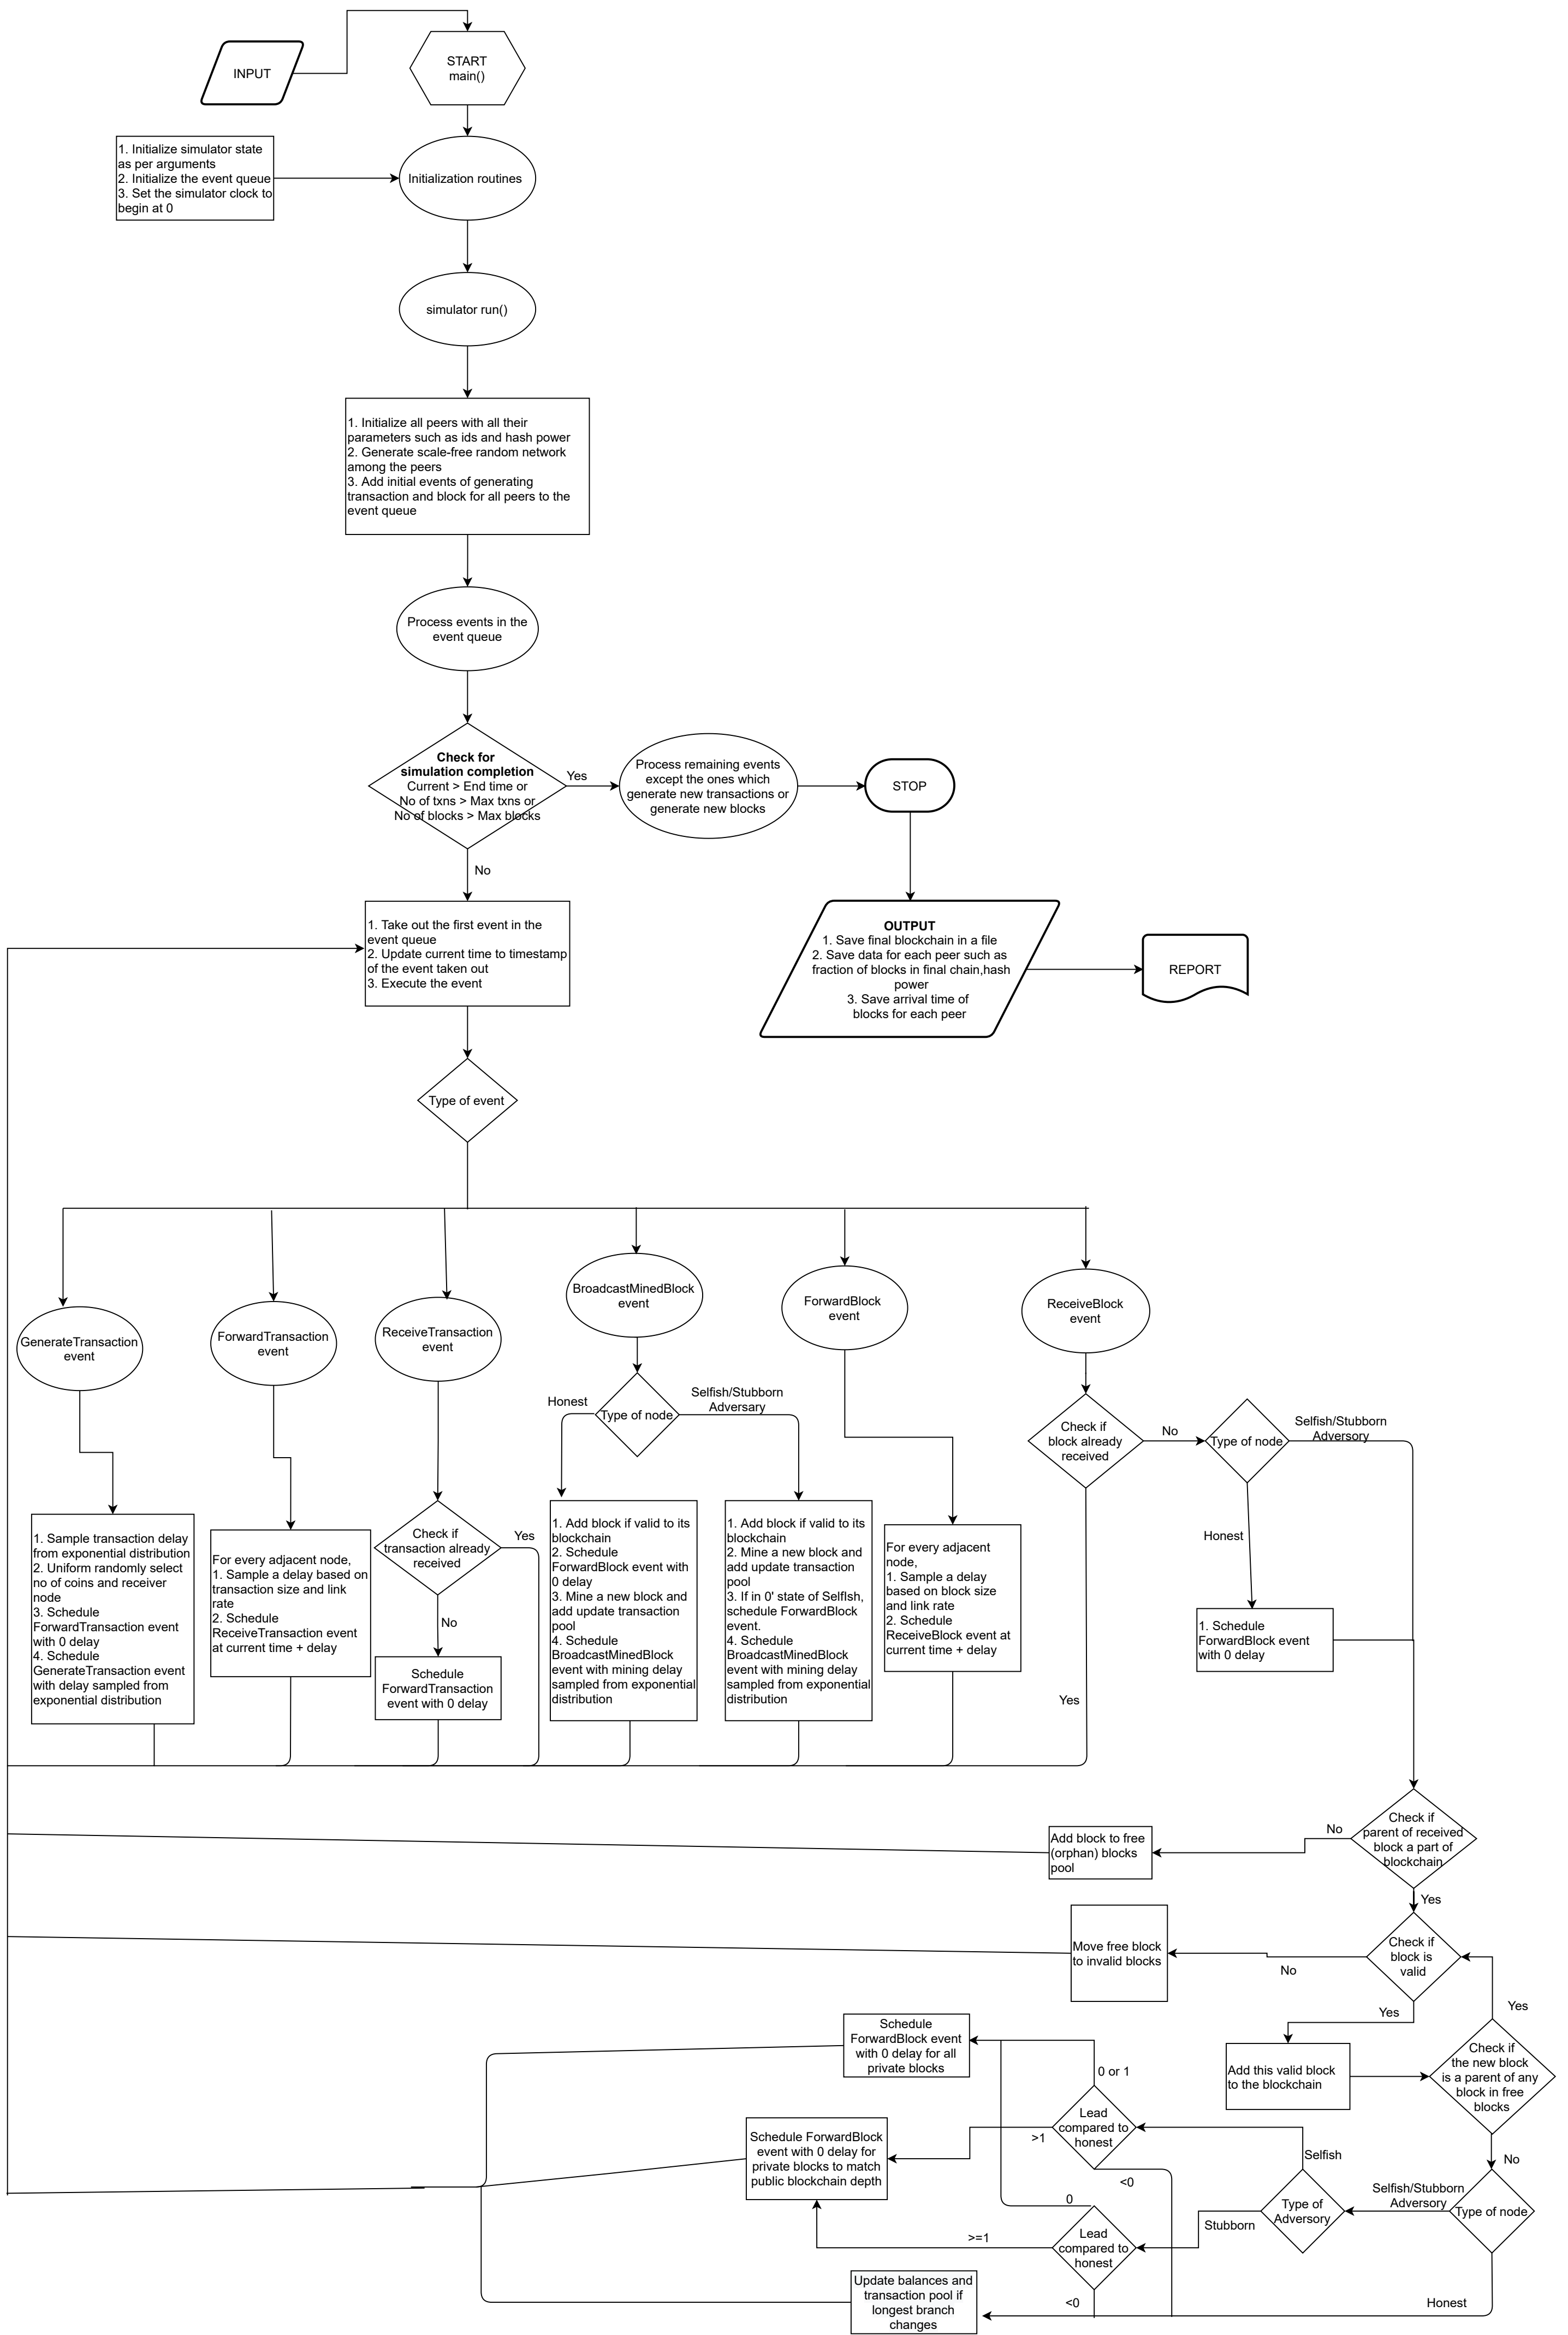 INPUT
START
main()
1. Initialize simulator state
as per arguments
2. Initialize the event queue
3. Set the simulator clock to
begin at 0
Initialization routines
simulator run()
1. Initialize all peers with all their
parameters such as ids and hash power
2. Generate scale-free random network
among the peers
3. Add initial events of generating
transaction and block for all peers to the
event queue
Process events in the
event queue
Check for
simulation completion
Current > End time or
No of txns > Max txns or
No of blocks > Max blocks
Yes
Process remaining events
except the ones which
generate new transactions or
generate new blocks
STOP
No
1. Take out the first event in the
event queue
2. Update current time to timestamp
of the event taken out
3. Execute the event
OUTPUT
1. Save final blockchain in a file
2. Save data for each peer such as
fraction of blocks in final chain,hash
power
3. Save arrival time of
blocks for each peer
REPORT
Type of event
GenerateTransaction
event
ForwardTransaction
event
ReceiveTransaction
event
BroadcastMinedBlock
event
ForwardBlock
event
ReceiveBlock
event
Honest
Type of node
Selfish/Stubborn
Adversary
Check if
block already
received
No
Type of node
Selfish/Stubborn
Adversory
Honest
1. Sample transaction delay
from exponential distribution
2. Uniform randomly select
no of coins and receiver
node
3. Schedule
ForwardTransaction event
with 0 delay
4. Schedule
GenerateTransaction event
with delay sampled from
exponential distribution
For every adjacent node,
1. Sample a delay based on
transaction size and link
rate
2. Schedule
ReceiveTransaction event
at current time + delay
Check if
transaction already
received
Yes
No
Schedule
ForwardTransaction
event with 0 delay
1. Add block if valid to its
blockchain
2. Schedule
ForwardBlock event with
0 delay
3. Mine a new block and
add update transaction
pool
4. Schedule
BroadcastMinedBlock
event with mining delay
sampled from exponential
distribution
1. Add block if valid to its
blockchain
2. Mine a new block and
add update transaction
pool
3. If in 0' state of SelfIsh,
schedule ForwardBlock
event.
4. Schedule
BroadcastMinedBlock
event with mining delay
sampled from exponential
distribution
For every adjacent
node,
1. Sample a delay
based on block size
and link rate
2. Schedule
ReceiveBlock event at
current time + delay
Yes
1. Schedule
ForwardBlock event
with 0 delay
Check if
parent of received
block a part of
blockchain
No
Add block to free
(orphan) blocks
pool
Yes
Check if
block is
valid
No
Move free block
to invalid blocks
Yes
Add this valid block
to the blockchain
Yes
Check if
the new block
is a parent of any
block in free
blocks
No
Type of node
Selfish/Stubborn
Adversory
Honest
Type of
Adversory
Selfish
Stubborn
Lead
compared to
honest
0 or 1
>1
<0
Schedule
ForwardBlock event
with 0 delay for all
private blocks
Schedule ForwardBlock
event with 0 delay for
private blocks to match
public blockchain depth
0
Lead
compared to
honest
>=1
<0
Update balances and
transaction pool if
longest branch
changes